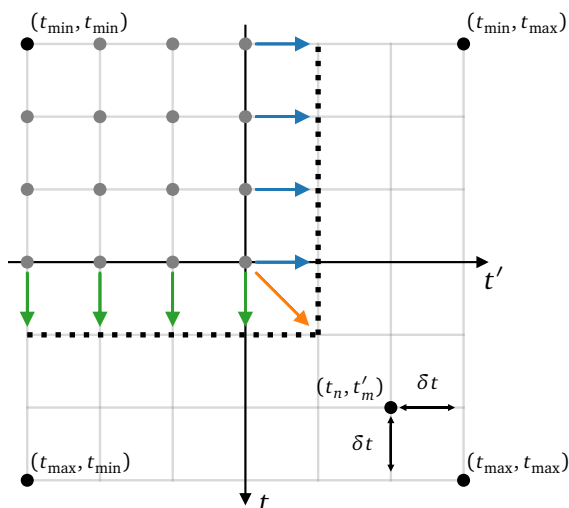 (t_min, t_min)
(t_min, t_max)
t′
(t_n, t′_m)
δt
δt
(t_max, t_min)
(t_max, t_max)
t